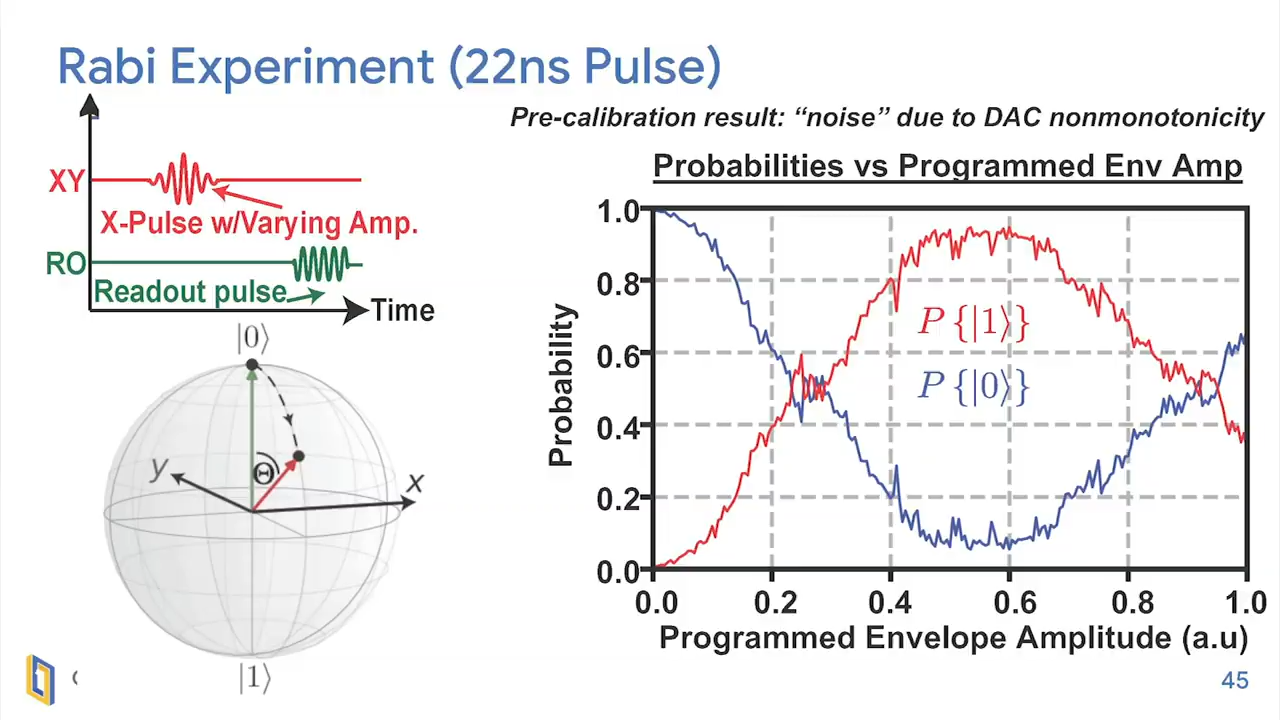 Rabi Experiment (22ns Pulse)
Pre-calibration result: “noise” due to DAC nonmonotonicity
XY
X-Pulse w/Varying Amp.
RO
Readout pulse
Time
|0⟩
y
Θ
x
|1⟩
Probabilities vs Programmed Env Amp
Probability
1.0
0.8
0.6
0.4
0.2
0.0
P {|1⟩}
P {|0⟩}
0.0 0.2 0.4 0.6 0.8 1.0
Programmed Envelope Amplitude (a.u)
45